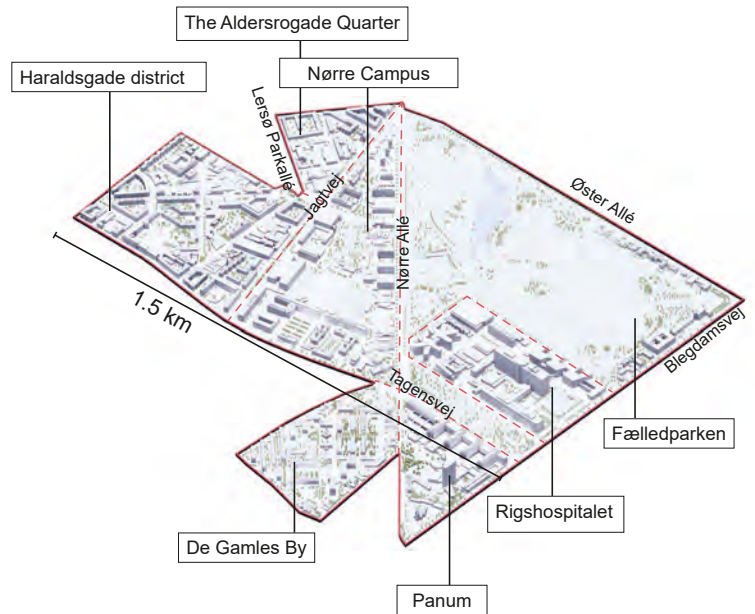 The Aldersrogade Quarter
Haraldsgade district
Nørre Campus
Lersø Parkallé
Jagtvej
Nørre Allé
Øster Allé
1.5 km
Blegdamsvej
Tagensvej
Fælledparken
Rigshospitalet
De Gamles By
Panum